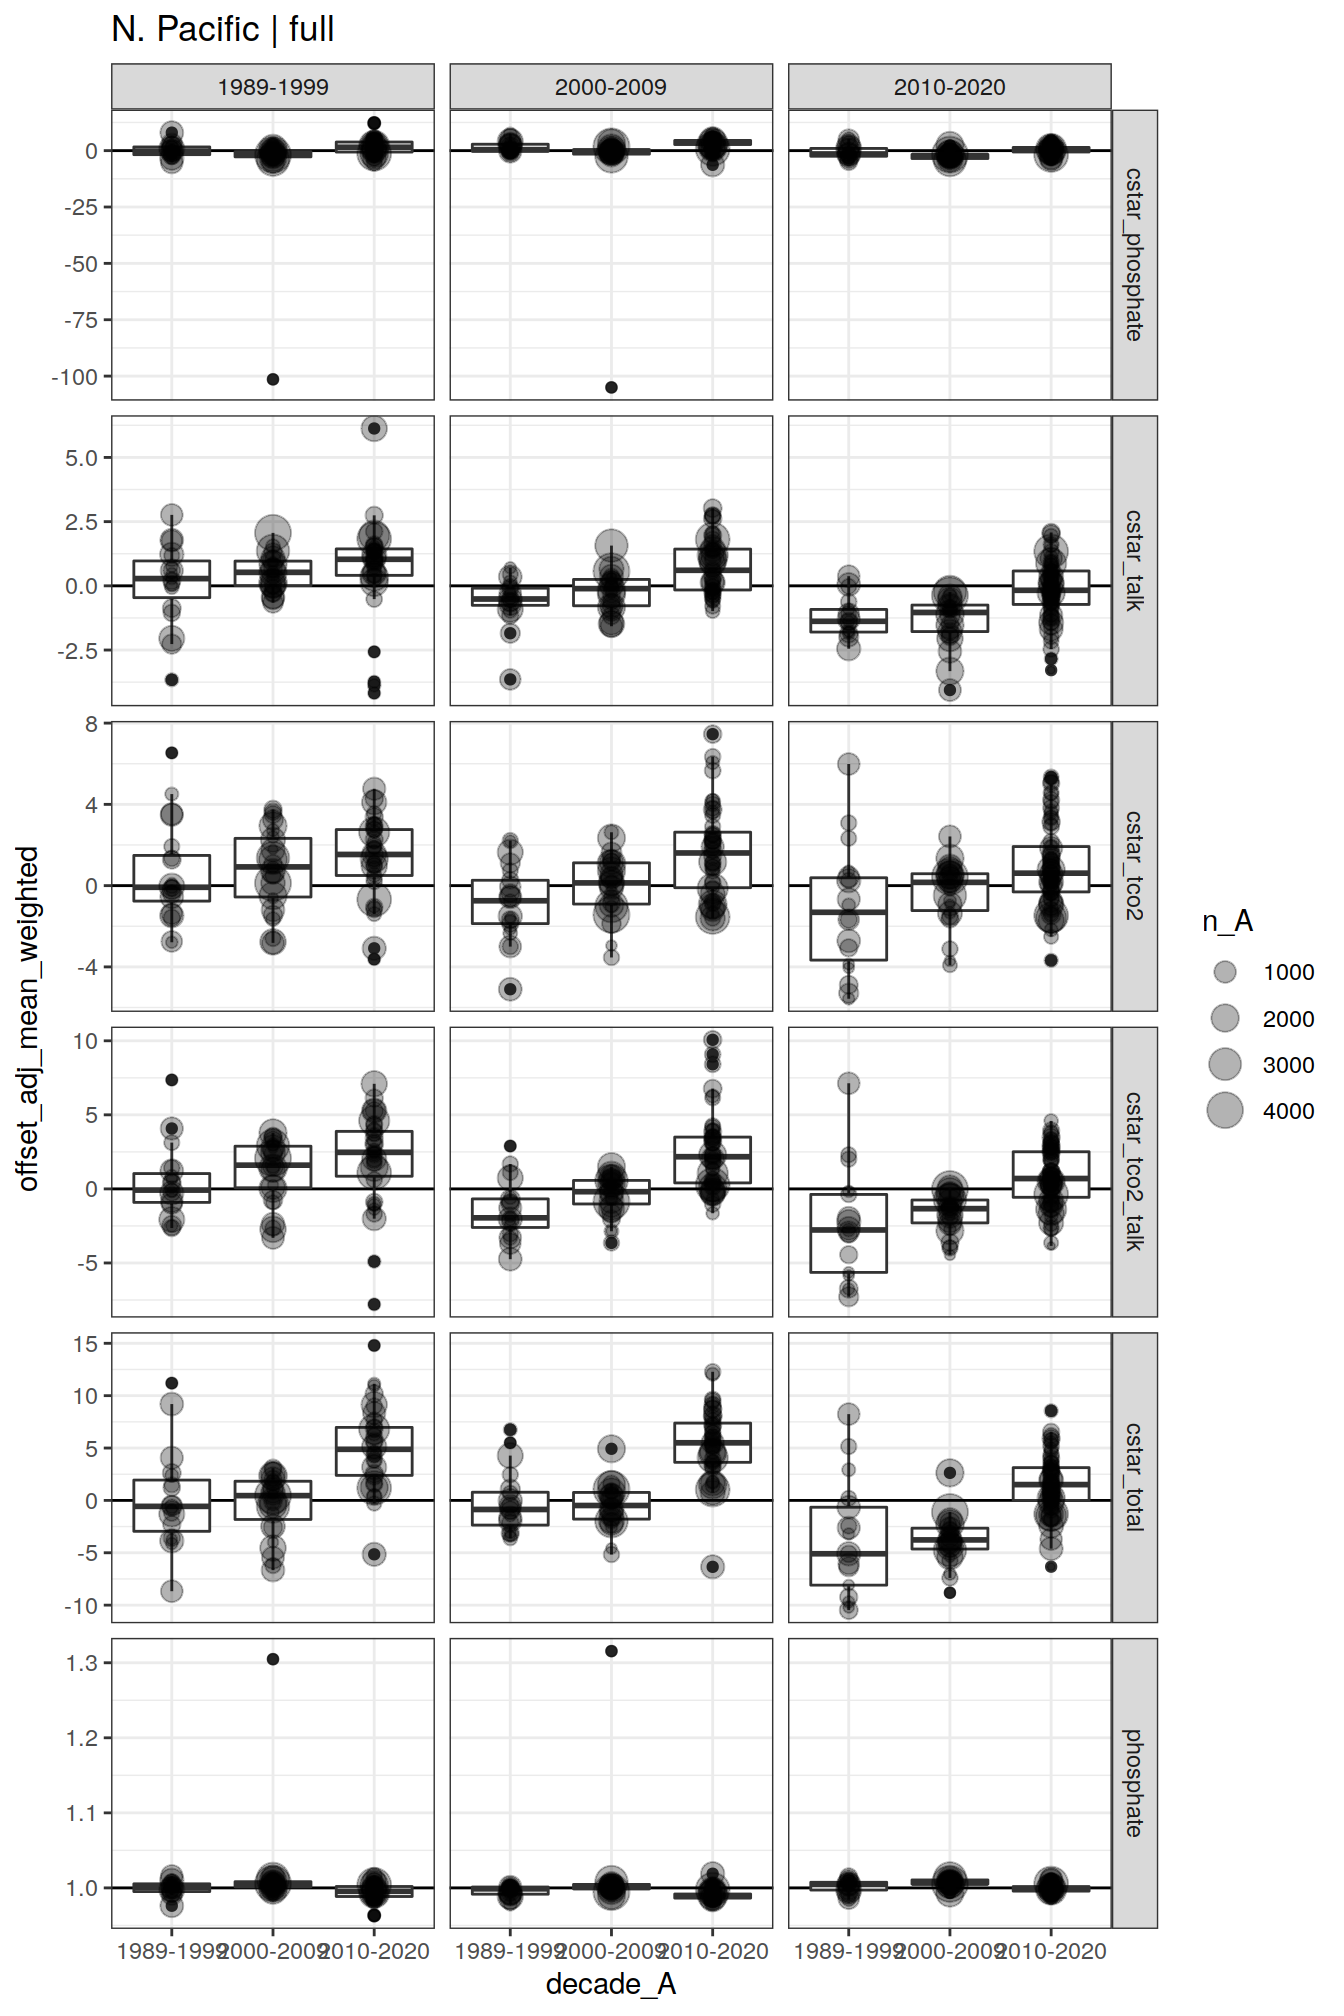 N. Pacific | full
1989-1999 2000-2009 2010-2020
0
-25
-50
-75
-100
cstar_phosphate
5.0
2.5
0.0
-2.5
cstar_talk
8
4
0
-4
cstar_tco2
10
5
0
-5
cstar_tco2_talk
15
10
5
0
-5
-10
cstar_total
1.3
1.2
1.1
1.0
phosphate
1989-1999 2000-2009 2010-2020 1989-1999 2000-2009 2010-2020 1989-1999 2000-2009 2010-2020
decade_A
offset_adj_mean_weighted
n_A
1000
2000
3000
4000